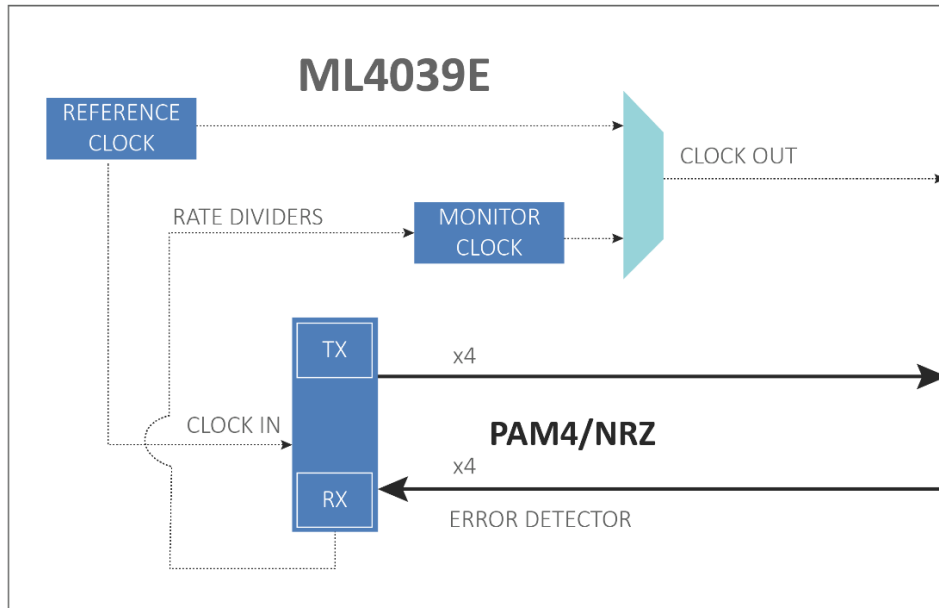 ML4039E
REFERENCE
CLOCK
CLOCK OUT
RATE DIVIDERS
MONITOR
CLOCK
TX
x4
CLOCK IN
PAM4/NRZ
x4
RX
ERROR DETECTOR